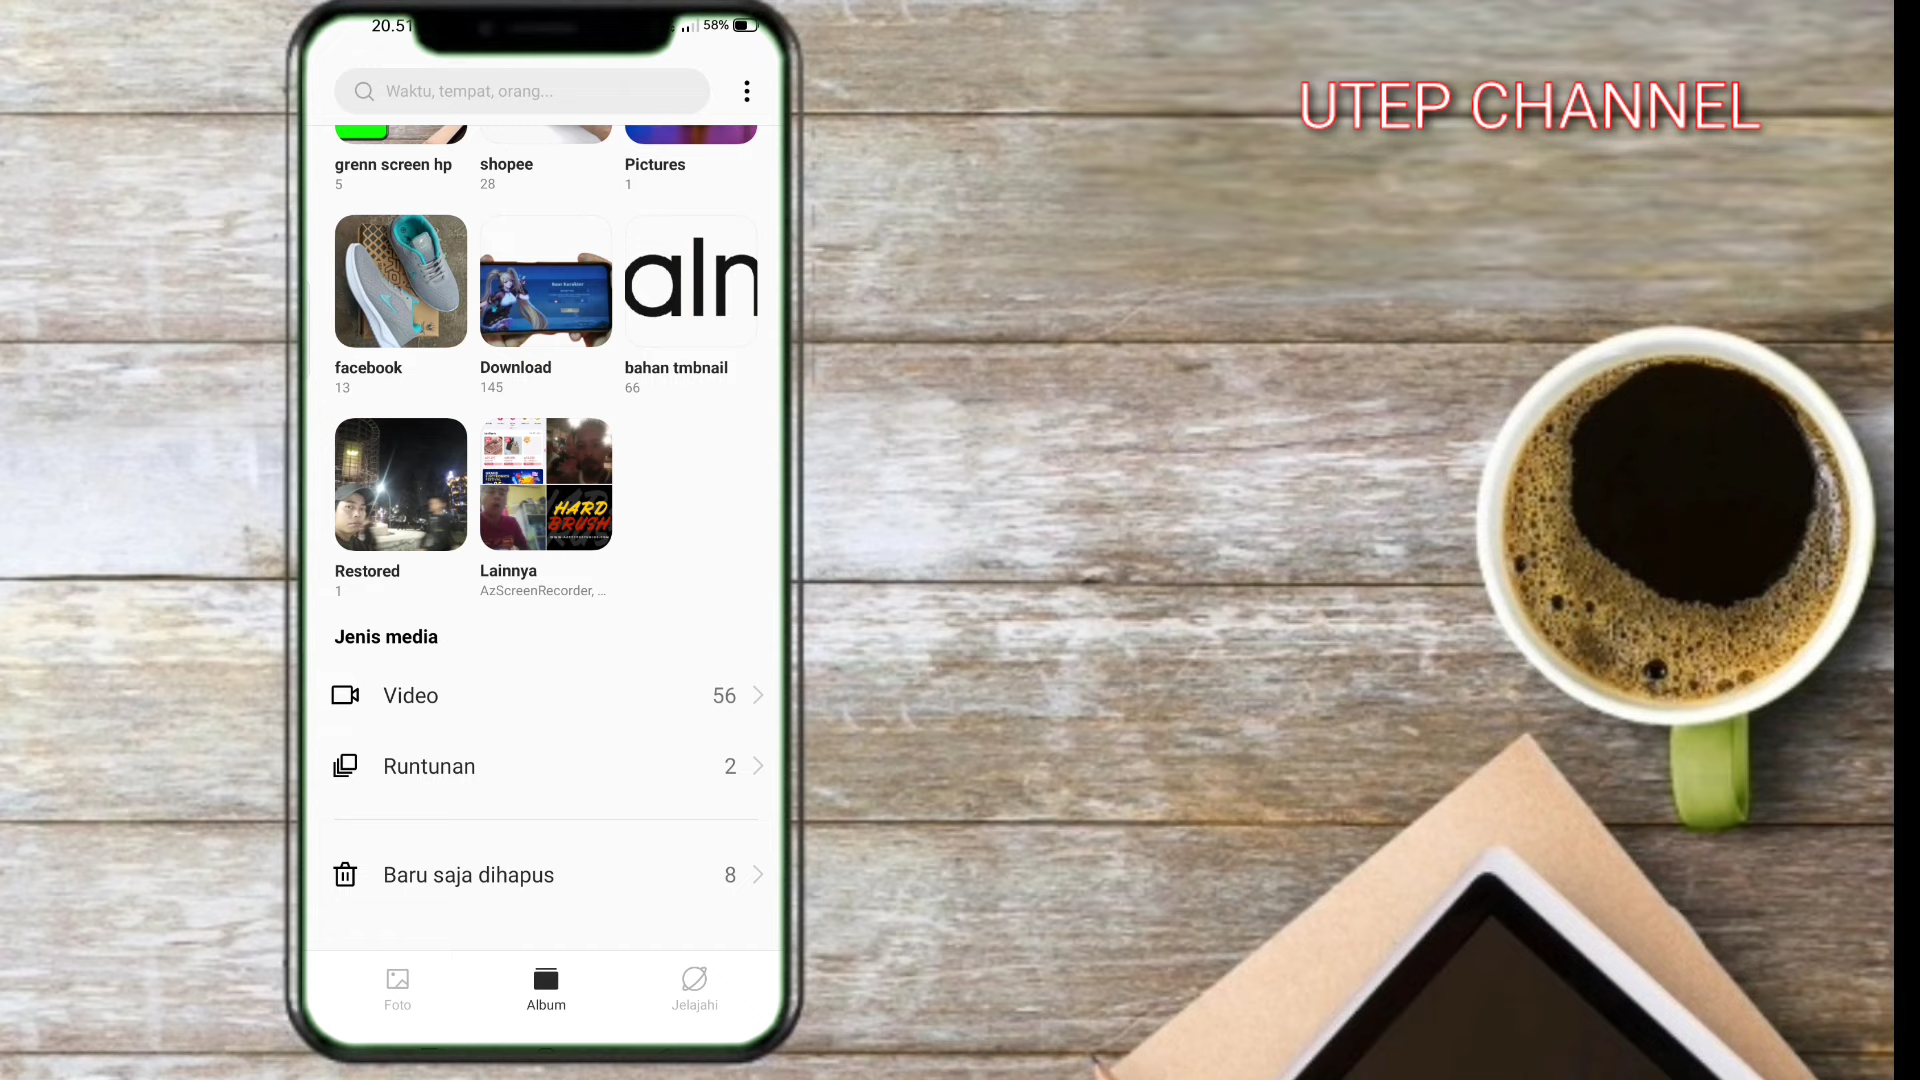 20.51
58%
UTEP CHANNEL
Waktu, tempat, orang...
grenn screen hp
5
shopee
28
Pictures
1
aln
facebook
13
Download
145
bahan tmbnail
66
HARD
BRUSH
Restored
1
Lainnya
AzScreenRecorder, ...
Jenis media
Video
56
Runtunan
2
Baru saja dihapus
8
Foto
Album
Jelajahi